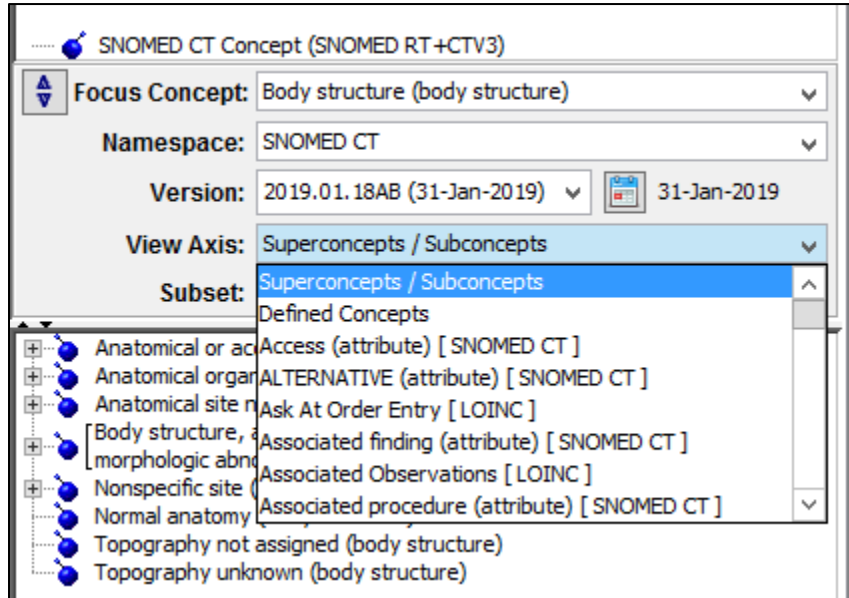 SNOMED CT Concept (SNOMED RT+CTV3)
Focus Concept: Body structure (body structure)
Namespace: SNOMED CT
Version: 2019.01.18AB (31-Jan-2019) 31-Jan-2019
View Axis: Superconcepts / Subconcepts
Subset:
Superconcepts / Subconcepts
Defined Concepts
Access (attribute) [ SNOMED CT ]
ALTERNATIVE (attribute) [ SNOMED CT ]
Ask At Order Entry [ LOINC ]
Associated finding (attribute) [ SNOMED CT ]
Associated Observations [ LOINC ]
Associated procedure (attribute) [ SNOMED CT ]
Anatomical or
Anatomical
Anatomical site
Body structure,
morphologic
Nonspecific site (
Normal anatomy
Topography not assigned (body structure)
Topography unknown (body structure)